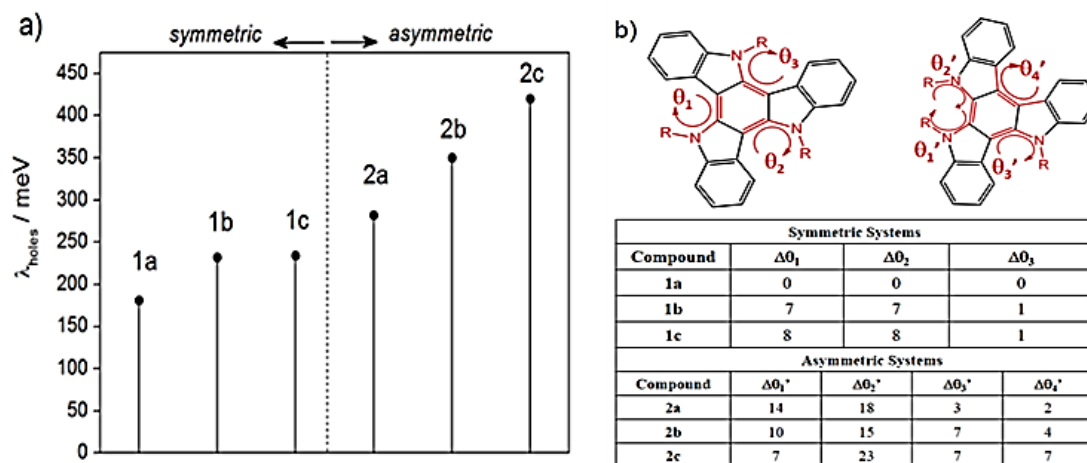 a)
symmetric
asymmetric
λholes / meV
450
400
350
300
250
200
150
100
50
0
1a
1b
1c
2a
2b
2c
b)
R
N
θ3
θ1
R
N
N
R
θ2
θ2'
θ4'
N
R
R
N
θ1'
N
R
θ3'
Symmetric Systems
Compound Δθ1 Δθ2 Δθ3
1a 0 0 0
1b 7 7 1
1c 8 8 1
Asymmetric Systems
Compound Δθ1' Δθ2' Δθ3' Δθ4'
2a 14 18 3 2
2b 10 15 7 4
2c 7 23 7 7